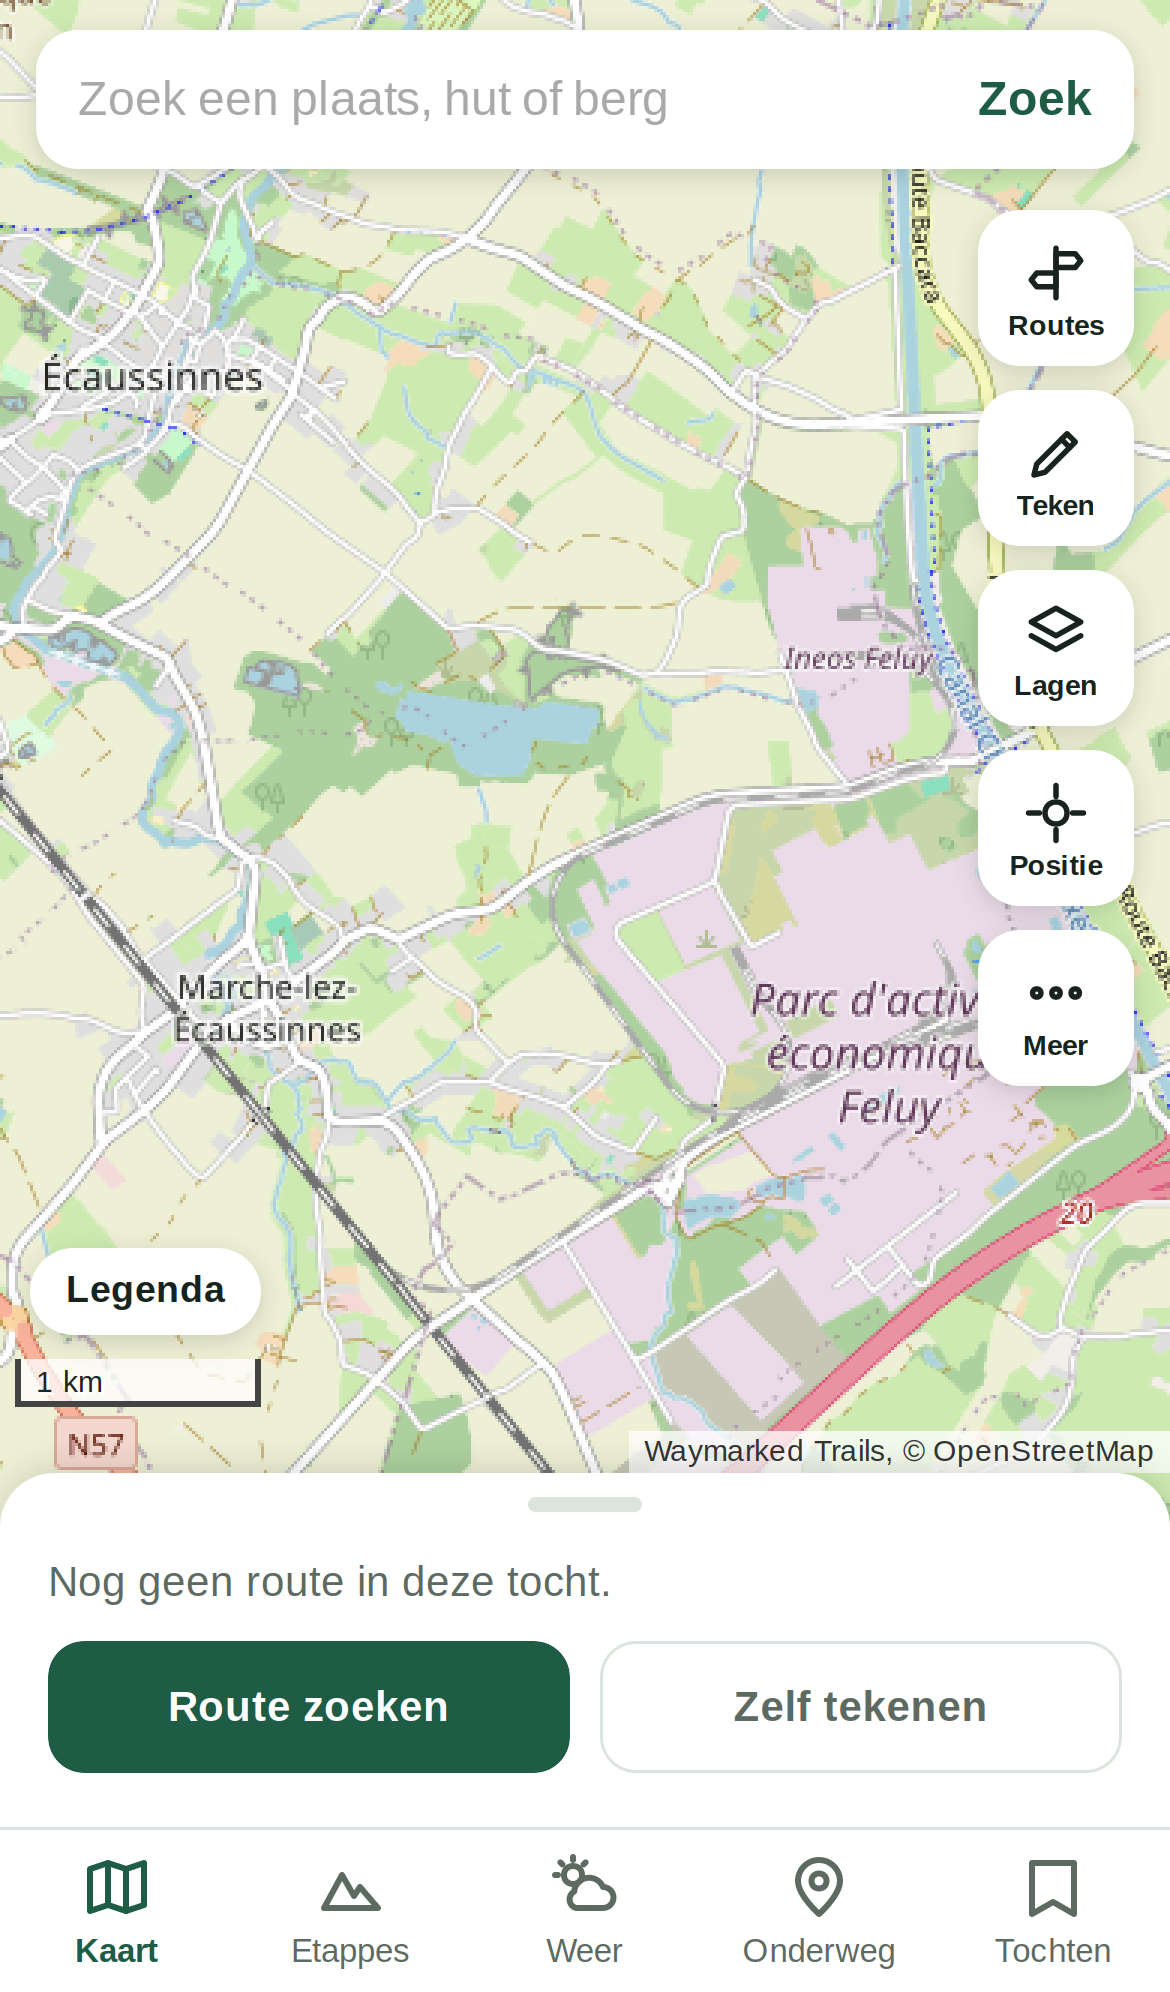 Zoek een plaats, hut of berg
Zoek
Routes
Écaussinnes
Teken
Ineos Feluy
Lagen
Positie
Marche-lez-
Écaussinnes
Parc d'activ
économiqu
Feluy
Meer
20
Legenda
1 km
N57
Waymarked Trails, © OpenStreetMap
Nog geen route in deze tocht.
Route zoeken
Zelf tekenen
Kaart
Etappes
Weer
Onderweg
Tochten